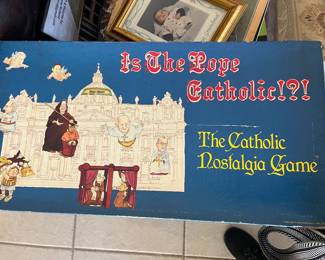 Is The Pope
Catholic!?!
The Catholic
Nostalgia Game